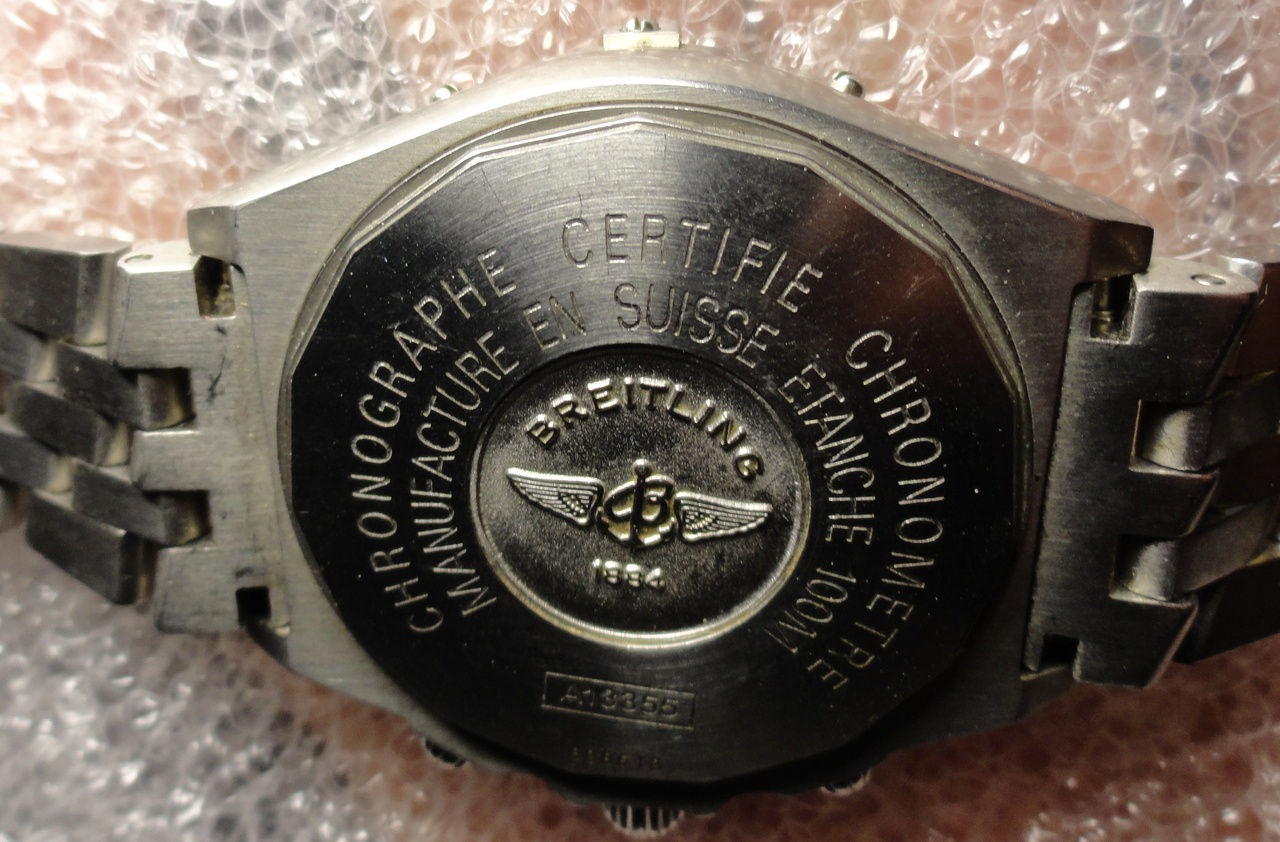 CHRONOGRAPHE CERTIFIE CHRONOMETRE
MANUFACTURE EN SUISSE ETANCHE 100M
BREITLING
1884
A13355